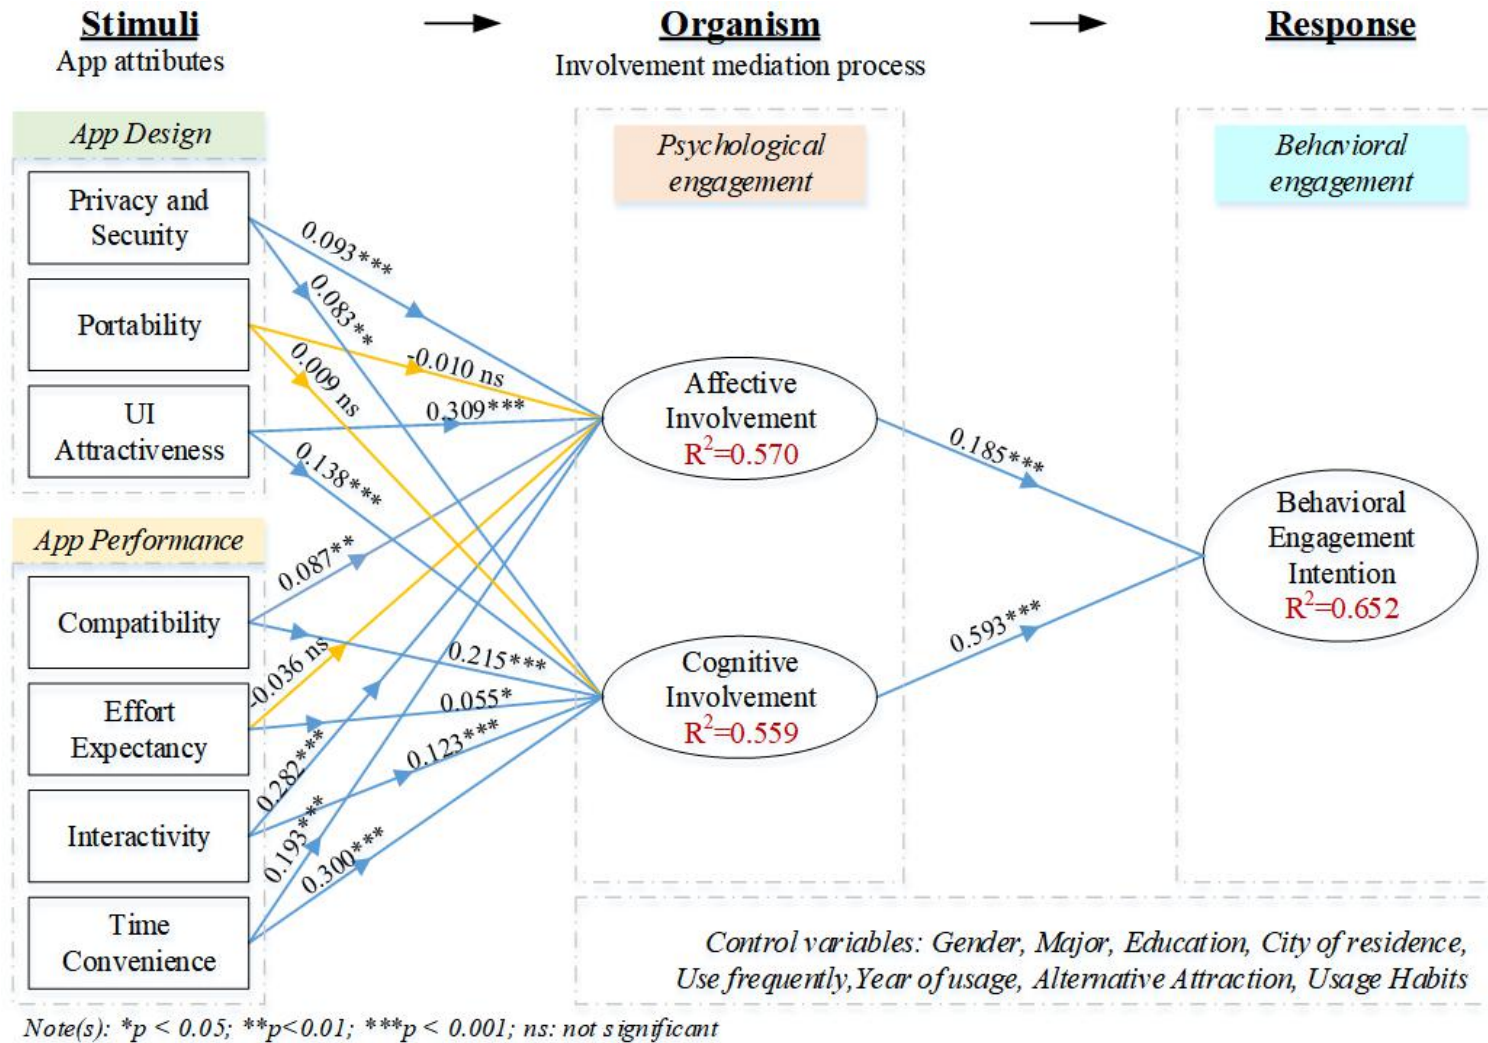 Stimuli
App attributes
Organism
Involvement mediation process
Response
App Design
Privacy and
Security
Portability
UI
Attractiveness
App Performance
Compatibility
Effort
Expectancy
Interactivity
Time
Convenience
0.093***
0.083**
-0.010 ns
0.009 ns
0.309***
0.138***
0.087**
0.215***
-0.036 ns
0.055*
0.282***
0.123***
0.193***
0.300***
Psychological
engagement
Affective
Involvement
R²=0.570
Cognitive
Involvement
R²=0.559
0.185***
0.593***
Behavioral
engagement
Behavioral
Engagement
Intention
R²=0.652
Control variables: Gender, Major, Education, City of residence,
Use frequently,Year of usage, Alternative Attraction, Usage Habits
Note(s): *p < 0.05; **p<0.01; ***p < 0.001; ns: not significant